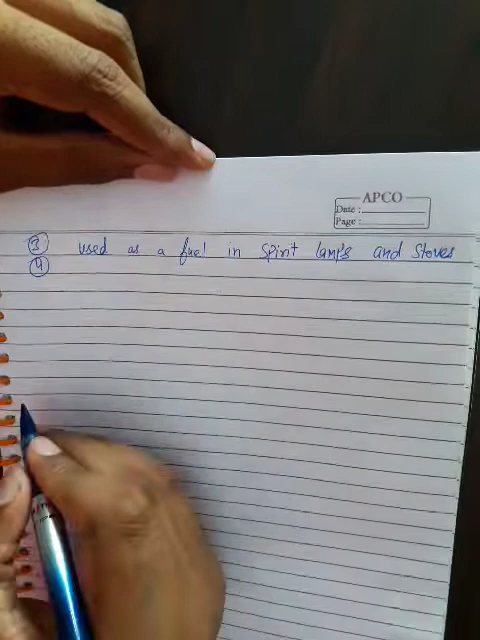 APCO
Date :
Page :
③ used as a fuel in spirit lamps and stoves
④